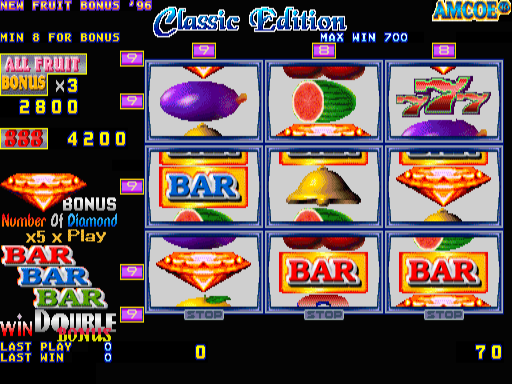 NEW FRUIT BONUS '96
Classic Edition
AMCOE®
MIN 8 FOR BONUS
MAX WIN 700
9 8 8
ALL FRUIT
BONUS X3
2800
9
888 4200
777
9
BONUS
Number Of Diamond
x5 x Play
BAR
BAR
BAR
BAR
9
BAR
BAR
WIN DOUBLE
BONUS
9
STOP STOP STOP
LAST PLAY 0
LAST WIN 0
0
70